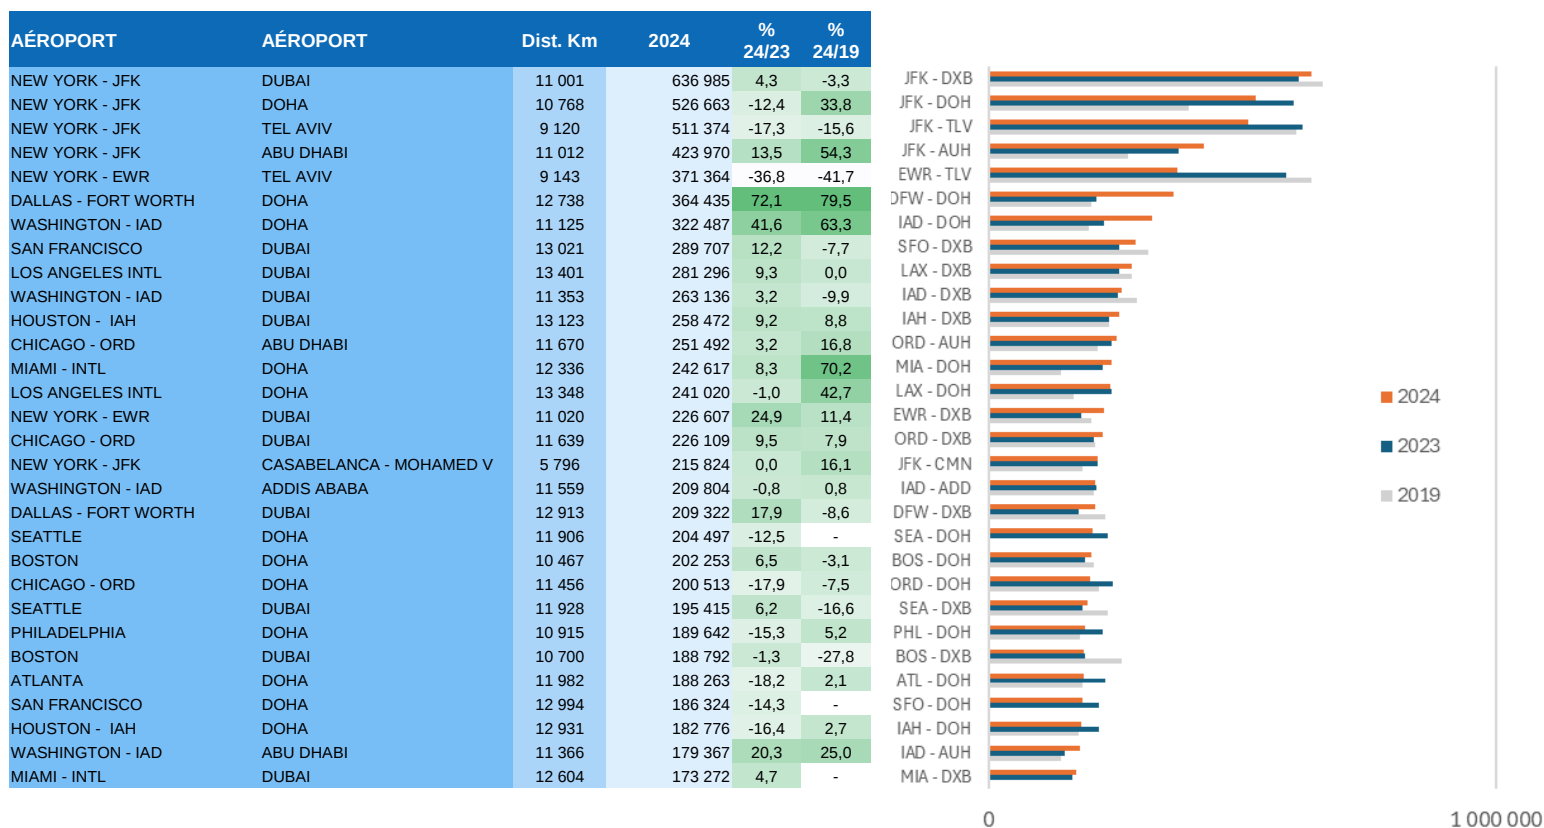 AÉROPORT AÉROPORT Dist. Km 2024 % 24/23 % 24/19
NEW YORK - JFK DUBAI 11 001 636 985 4,3 -3,3
NEW YORK - JFK DOHA 10 768 526 663 -12,4 33,8
NEW YORK - JFK TEL AVIV 9 120 511 374 -17,3 -15,6
NEW YORK - JFK ABU DHABI 11 012 423 970 13,5 54,3
NEW YORK - EWR TEL AVIV 9 143 371 364 -36,8 -41,7
DALLAS - FORT WORTH DOHA 12 738 364 435 72,1 79,5
WASHINGTON - IAD DOHA 11 125 322 487 41,6 63,3
SAN FRANCISCO DUBAI 13 021 289 707 12,2 -7,7
LOS ANGELES INTL DUBAI 13 401 281 296 9,3 0,0
WASHINGTON - IAD DUBAI 11 353 263 136 3,2 -9,9
HOUSTON - IAH DUBAI 13 123 258 472 9,2 8,8
CHICAGO - ORD ABU DHABI 11 670 251 492 3,2 16,8
MIAMI - INTL DOHA 12 336 242 617 8,3 70,2
LOS ANGELES INTL DOHA 13 348 241 020 -1,0 42,7
NEW YORK - EWR DUBAI 11 020 226 607 24,9 11,4
CHICAGO - ORD DUBAI 11 639 226 109 9,5 7,9
NEW YORK - JFK CASABELANCA - MOHAMED V 5 796 215 824 0,0 16,1
WASHINGTON - IAD ADDIS ABABA 11 559 209 804 -0,8 0,8
DALLAS - FORT WORTH DUBAI 12 913 209 322 17,9 -8,6
SEATTLE DOHA 11 906 204 497 -12,5 -
BOSTON DOHA 10 467 202 253 6,5 -3,1
CHICAGO - ORD DOHA 11 456 200 513 -17,9 -7,5
SEATTLE DUBAI 11 928 195 415 6,2 -16,6
PHILADELPHIA DOHA 10 915 189 642 -15,3 5,2
BOSTON DUBAI 10 700 188 792 -1,3 -27,8
ATLANTA DOHA 11 982 188 263 -18,2 2,1
SAN FRANCISCO DOHA 12 994 186 324 -14,3 -
HOUSTON - IAH DOHA 12 931 182 776 -16,4 2,7
WASHINGTON - IAD ABU DHABI 11 366 179 367 20,3 25,0
MIAMI - INTL DUBAI 12 604 173 272 4,7 -
JFK - DXB
JFK - DOH
JFK - TLV
JFK - AUH
EWR - TLV
DFW - DOH
IAD - DOH
SFO - DXB
LAX - DXB
IAD - DXB
IAH - DXB
ORD - AUH
MIA - DOH
LAX - DOH
EWR - DXB
ORD - DXB
JFK - CMN
IAD - ADD
DFW - DXB
SEA - DOH
BOS - DOH
ORD - DOH
SEA - DXB
PHL - DOH
BOS - DXB
ATL - DOH
SFO - DOH
IAH - DOH
IAD - AUH
MIA - DXB
0 1 000 000
2024
2023
2019